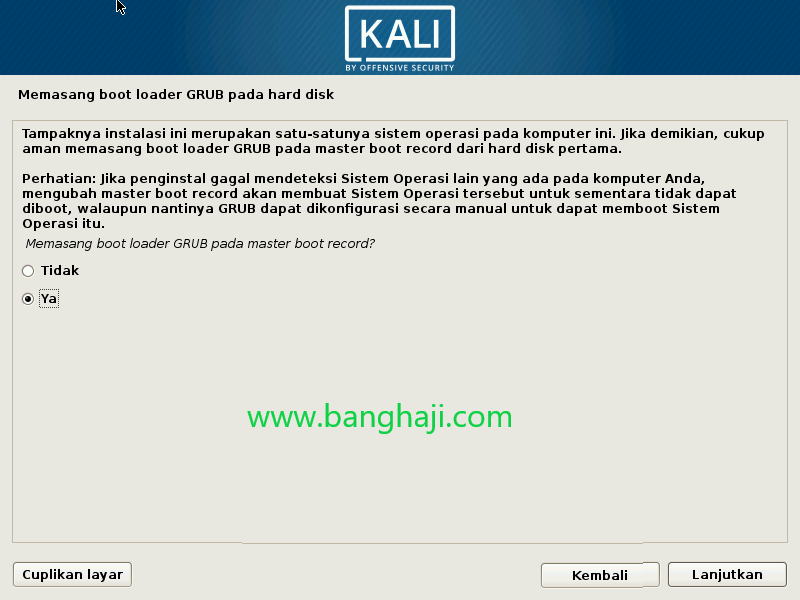 KALI
BY OFFENSIVE SECURITY
Memasang boot loader GRUB pada hard disk
Tampaknya instalasi ini merupakan satu-satunya sistem operasi pada komputer ini. Jika demikian, cukup
aman memasang boot loader GRUB pada master boot record dari hard disk pertama.
Perhatian: Jika penginstal gagal mendeteksi Sistem Operasi lain yang ada pada komputer Anda,
mengubah master boot record akan membuat Sistem Operasi tersebut untuk sementara tidak dapat
diboot, walaupun nantinya GRUB dapat dikonfigurasi secara manual untuk dapat memboot Sistem
Operasi itu.
Memasang boot loader GRUB pada master boot record?
Tidak
Ya
www.banghaji.com
Cuplikan layar
Kembali
Lanjutkan